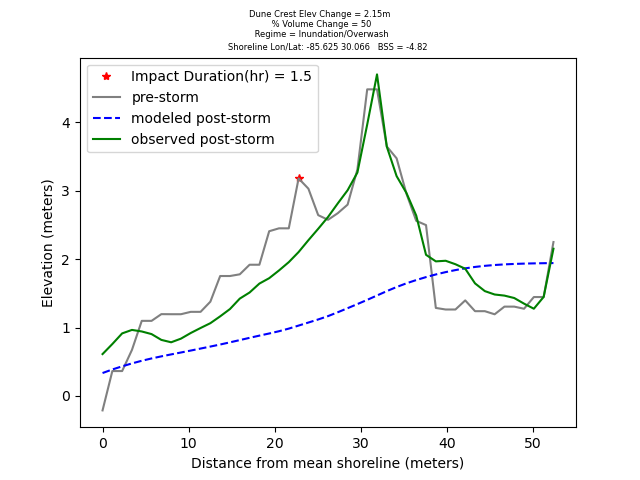 Dune Crest Elev Change = 2.15m
% Volume Change = 50
Regime = Inundation/Overwash
Shoreline Lon/Lat: -85.625 30.066   BSS = -4.82
Impact Duration(hr) = 1.5
pre-storm
modeled post-storm
observed post-storm
Elevation (meters)
4
3
2
1
0
0 10 20 30 40 50
Distance from mean shoreline (meters)